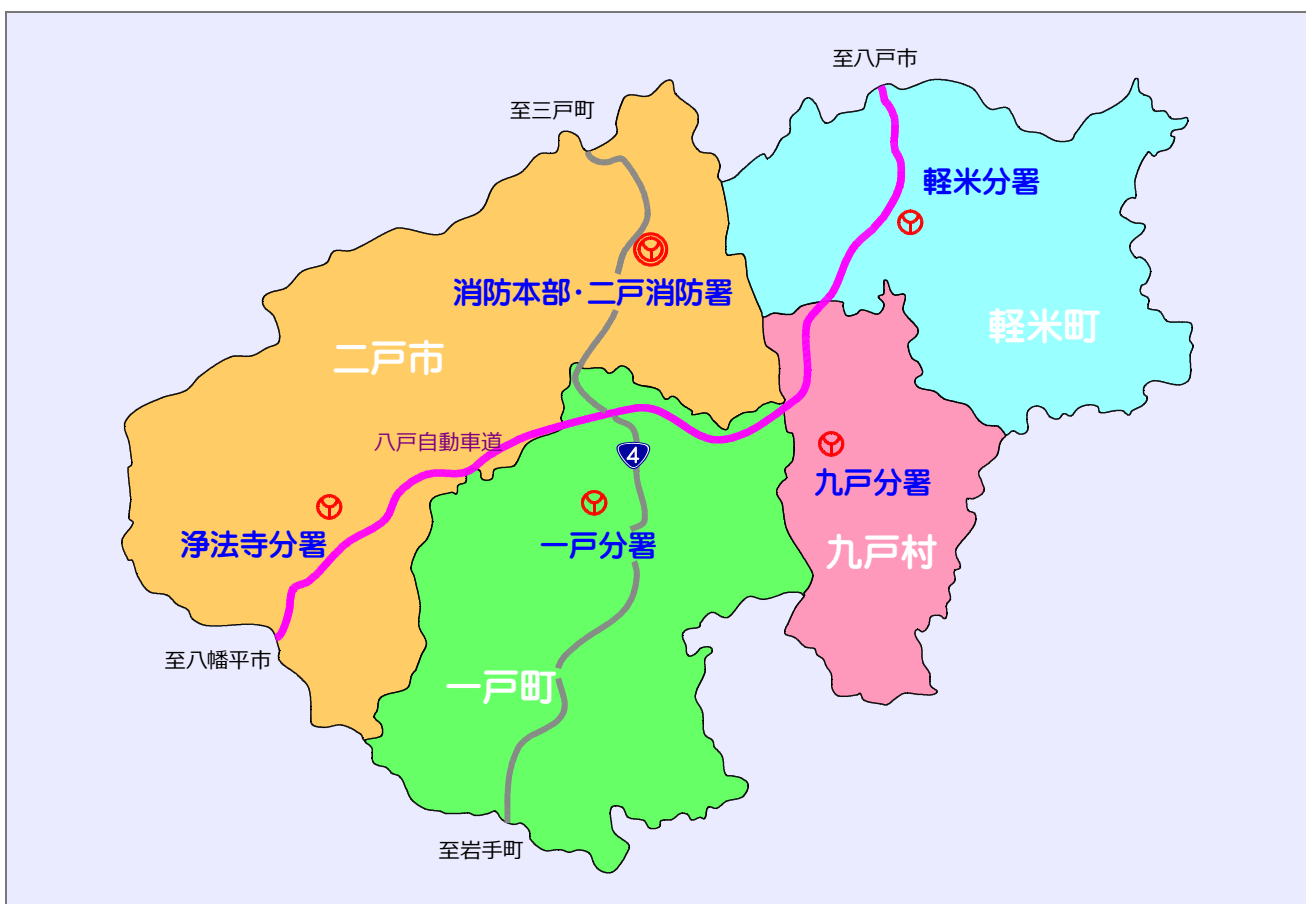 至八戸市
至三戸町
軽米分署
消防本部・二戸消防署
軽米町
二戸市
八戸自動車道
4
九戸分署
浄法寺分署
一戸分署
九戸村
至八幡平市
一戸町
至岩手町